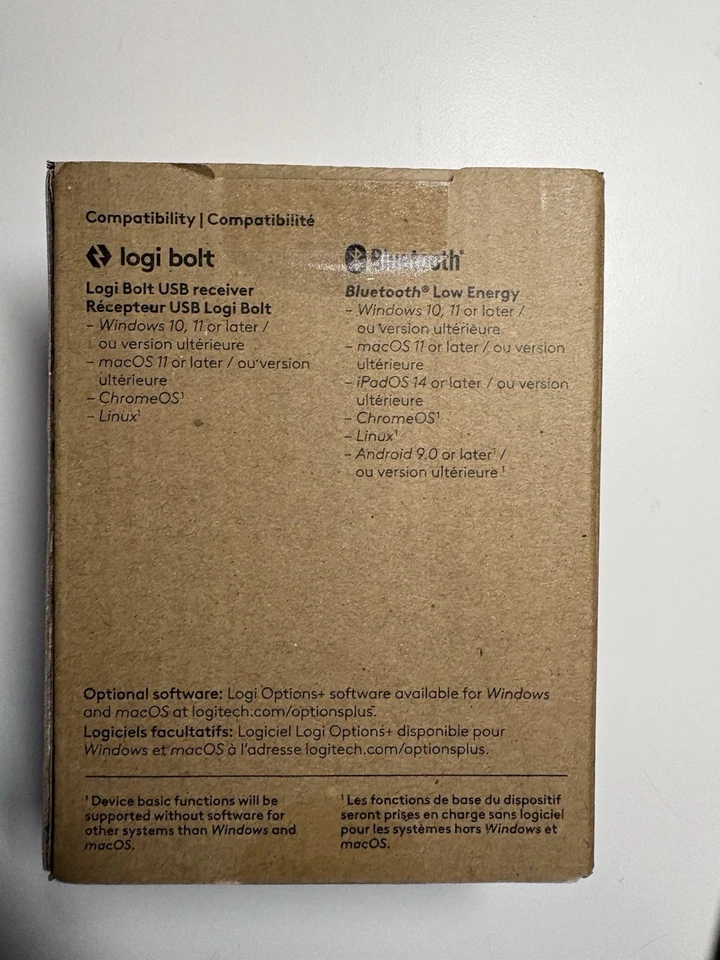 Compatibility | Compatibilité
logi bolt
Logi Bolt USB receiver
Récepteur USB Logi Bolt
– Windows 10, 11 or later /
ou version ultérieure
– macOS 11 or later / ou version
ultérieure
– ChromeOS¹
– Linux¹
Bluetooth®
Bluetooth® Low Energy
– Windows 10, 11 or later /
ou version ultérieure
– macOS 11 or later / ou version
ultérieure
– iPadOS 14 or later / ou version
ultérieure
– ChromeOS¹
– Linux¹
– Android 9.0 or later¹ /
ou version ultérieure ¹
Optional software: Logi Options+ software available for Windows
and macOS at logitech.com/optionsplus.
Logiciels facultatifs: Logiciel Logi Options+ disponible pour
Windows et macOS à l'adresse logitech.com/optionsplus.
¹ Device basic functions will be
supported without software for
other systems than Windows and
macOS.
¹ Les fonctions de base du dispositif
seront prises en charge sans logiciel
pour les systèmes hors Windows et
macOS.